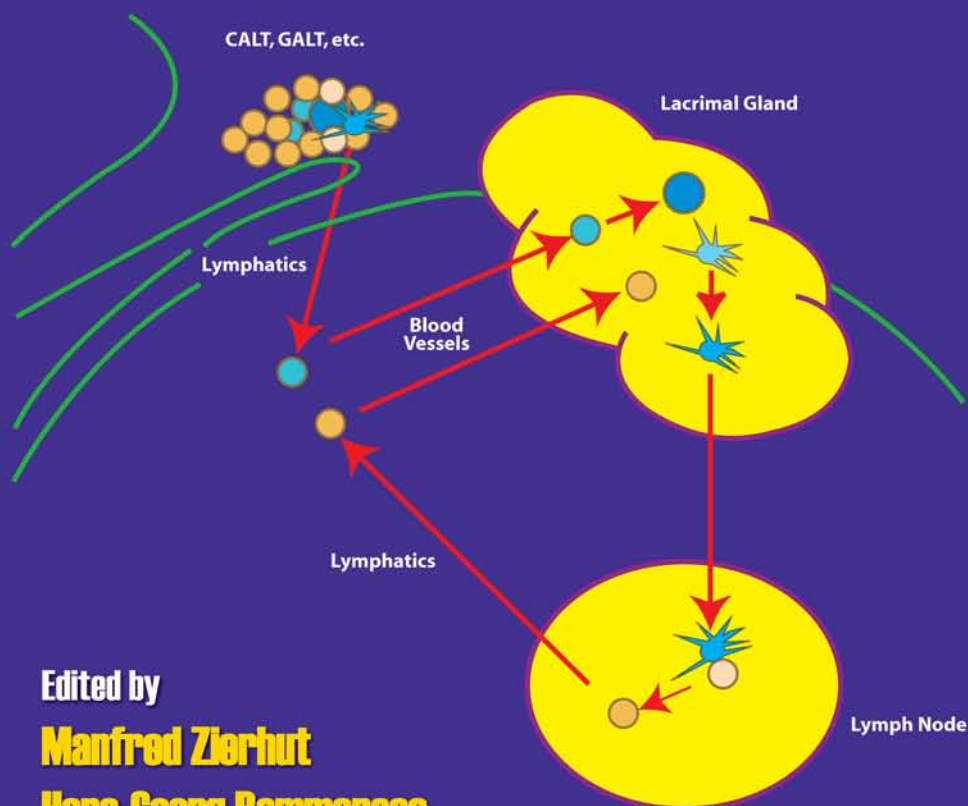 CALT, GALT, etc.
Lacrimal Gland
Lymphatics
Blood
Vessels
Lymphatics
Lymph Node
Edited by
Manfred Zierhut